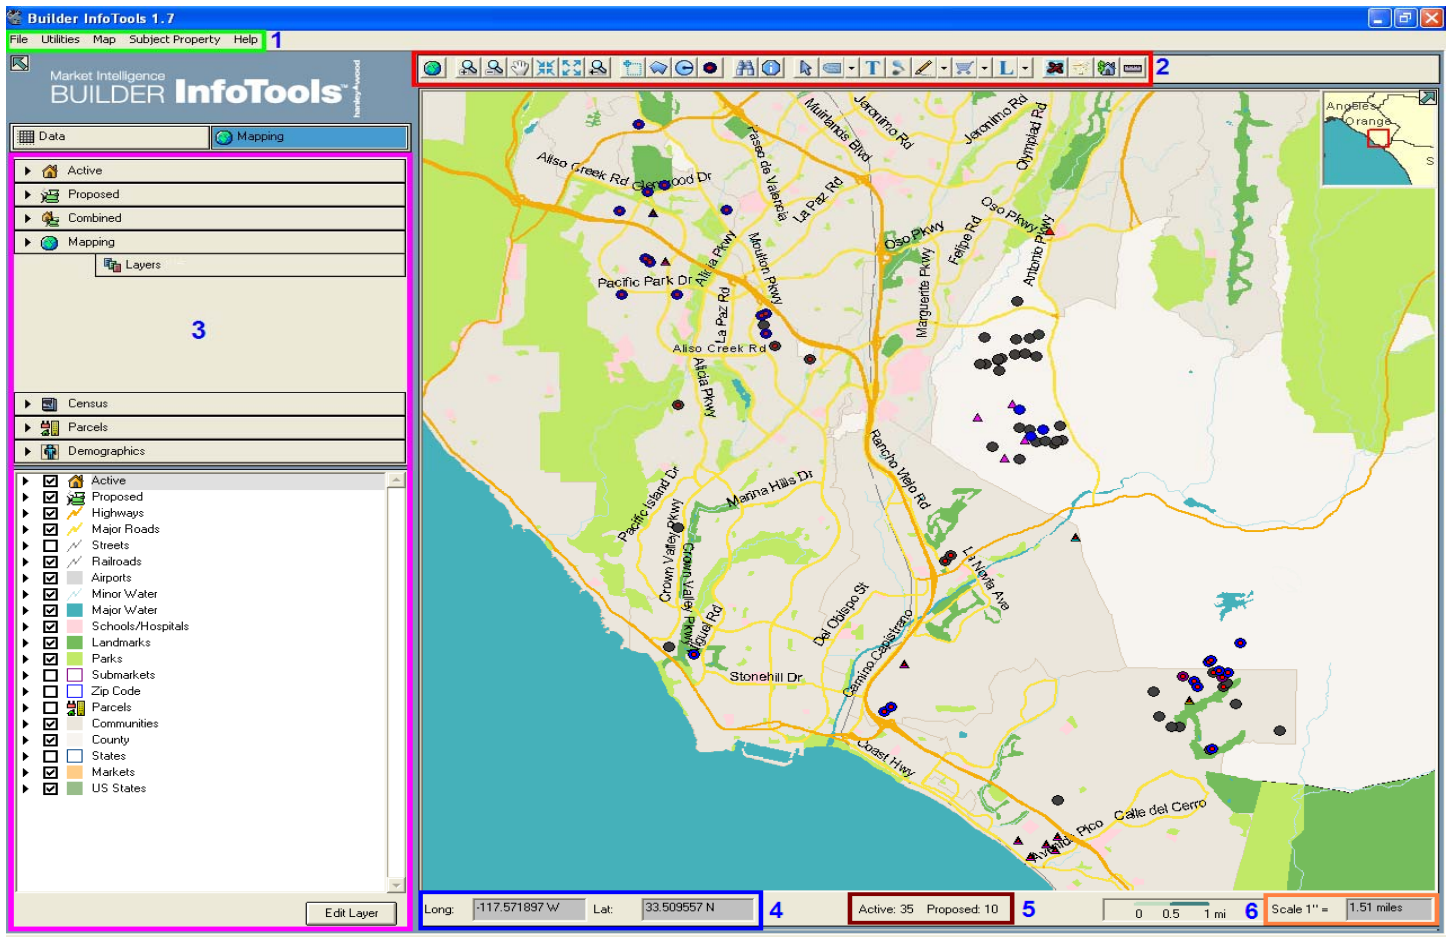 Builder InfoTools 1.7
File Utilities Map Subject Property Help 1
2
Market Intelligence
BUILDER InfoTools
hanley wood
Data Mapping
Active
Proposed
Combined
Mapping
Layers
3
Census
Parcels
Demographics
Active
Proposed
Highways
Major Roads
Streets
Railroads
Airports
Minor Water
Major Water
Schools/Hospitals
Landmarks
Parks
Submarkets
Zip Code
Parcels
Communities
County
States
Markets
US States
Edit Layer
Angeles
Orange
S
Muirlands Blvd
Jeronimo Rd
Jeronimo Rd
Olympiad Rd
Paseo de Valencia
Aliso Creek Rd
Glenwood Dr
La Paz Rd
Oso Pkwy
Oso Pkwy
Felipe Rd
Antonio Pkwy
Alicia Pkwy
Moulton Pkwy
Marguerite Pkwy
Pacific Park Dr
La Paz Rd
Aliso Creek Rd
Alicia Pkwy
Rancho Viejo Rd
Marina Hills Dr
Pacific Island Dr
Crown Valley Pkwy
Crown Valley Pkwy
La Novia Ave
Del Obispo St
Niguel Rd
Camino Capistrano
Stonehill Dr
Coast Hwy
Calle del Cerro
Avenida Pico
Long: -117.571897 W Lat: 33.509557 N 4
Active: 35 Proposed: 10 5
0 0.5 1 mi 6
Scale 1" = 1.51 miles